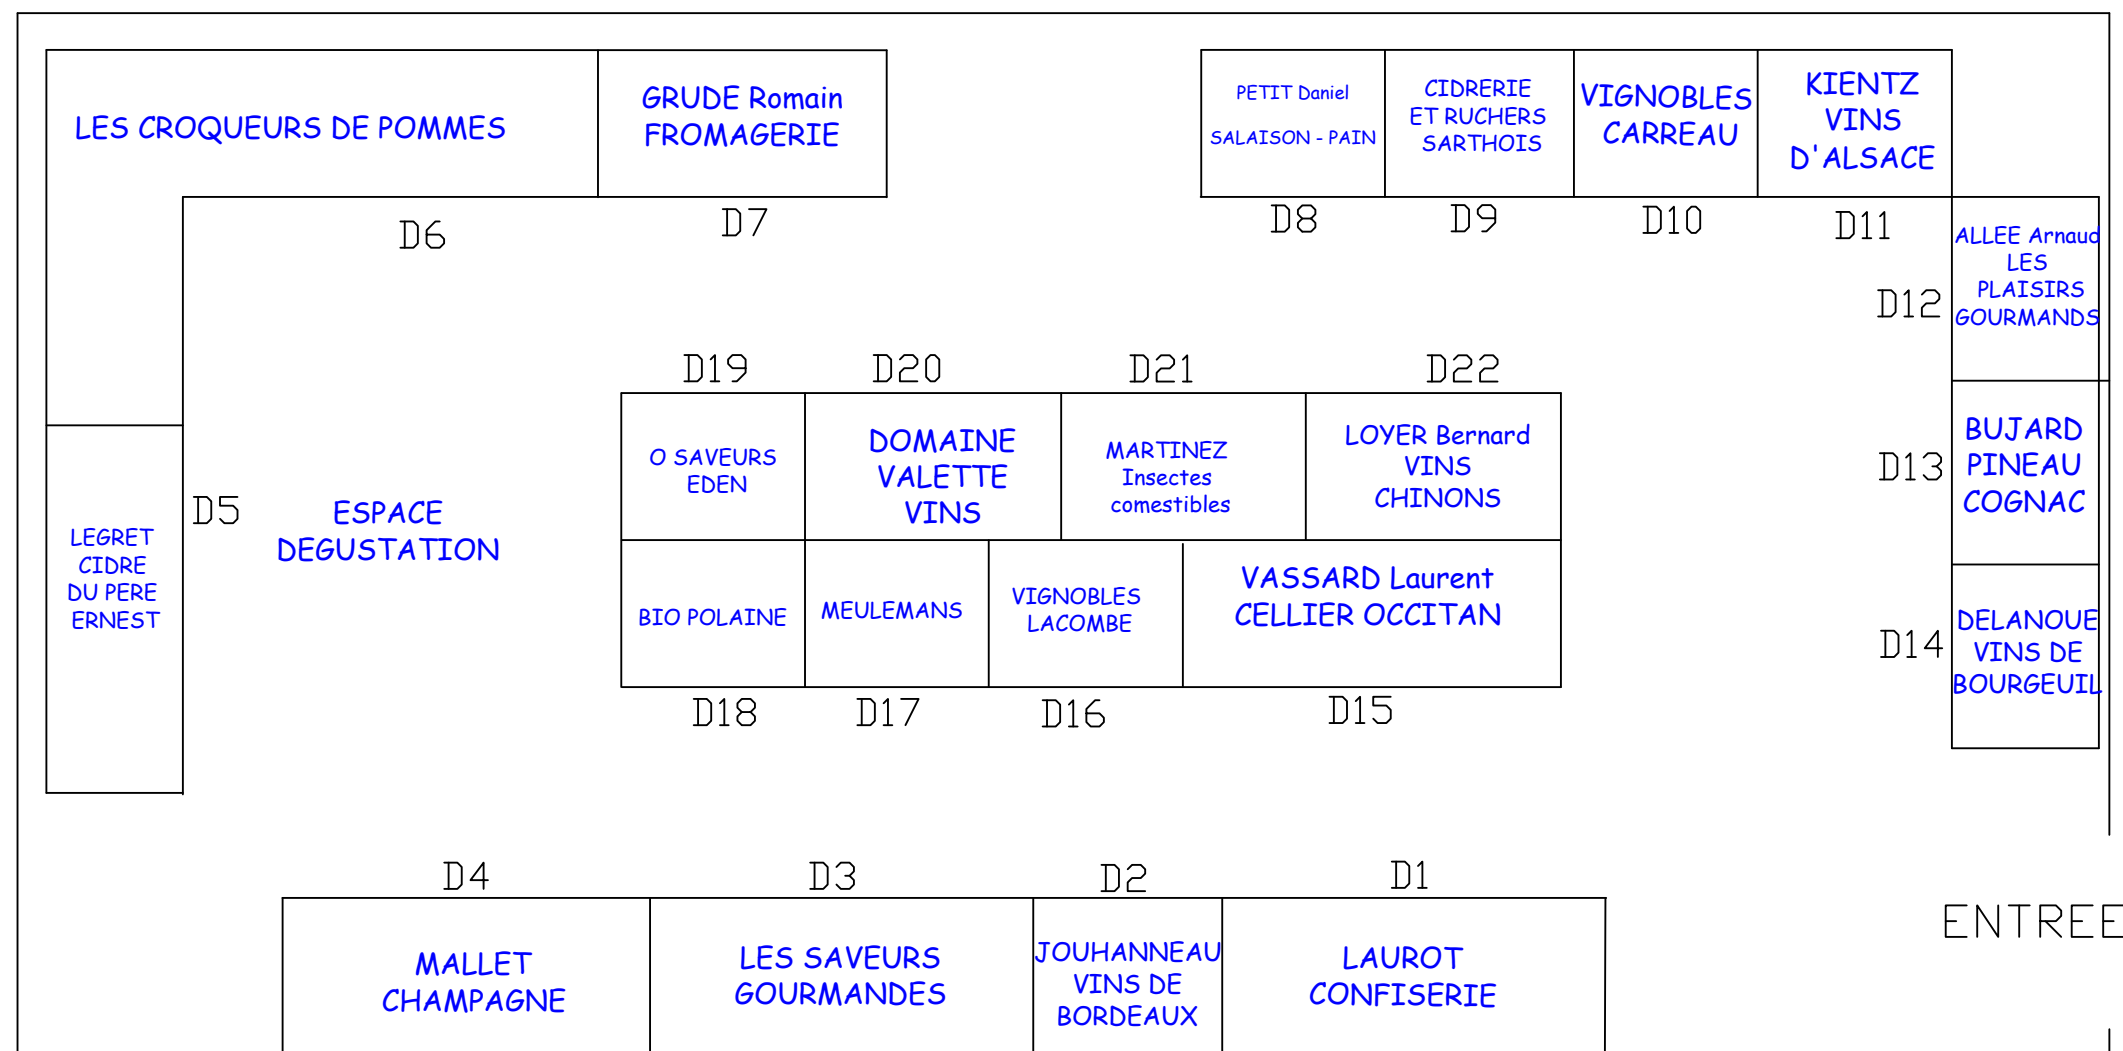 LES CROQUEURS DE POMMES
GRUDE Romain
FROMAGERIE
PETIT Daniel
SALAISON - PAIN
CIDRERIE
ET RUCHERS
SARTHOIS
VIGNOBLES
CARREAU
KIENTZ
VINS
D'ALSACE
D6
D7
D8
D9
D10
D11
ALLEE Arnaud
LES
PLAISIRS
GOURMANDS
D12
D19
D20
D21
D22
O SAVEURS
EDEN
DOMAINE
VALETTE
VINS
MARTINEZ
Insectes
comestibles
LOYER Bernard
VINS
CHINONS
D13
BUJARD
PINEAU
COGNAC
D5
ESPACE
DEGUSTATION
LEGRET
CIDRE
DU PERE
ERNEST
BIO POLAINE
MEULEMANS
VIGNOBLES
LACOMBE
VASSARD Laurent
CELLIER OCCITAN
D14
DELANOUE
VINS DE
BOURGEUIL
D18
D17
D16
D15
D4
D3
D2
D1
ENTREE
MALLET
CHAMPAGNE
LES SAVEURS
GOURMANDES
JOUHANNEAU
VINS DE
BORDEAUX
LAUROT
CONFISERIE